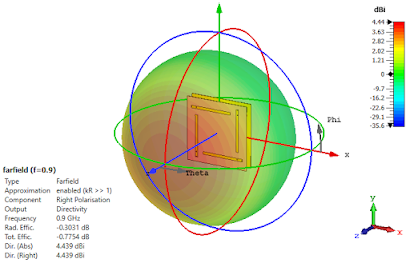 dBi
4.44
3.63
2.82
2.02
1.21
0
-9.7
-16.2
-22.7
-29.1
-35.6
Phi
x
Theta
farfield (f=0.9)
Type Farfield
Approximation enabled (kR >> 1)
Component Right Polarisation
Output Directivity
Frequency 0.9 GHz
Rad. Effic. -0.3031 dB
Tot. Effic. -0.7754 dB
Dir. (Abs) 4.439 dBi
Dir. (Right) 4.439 dBi
y
z
x